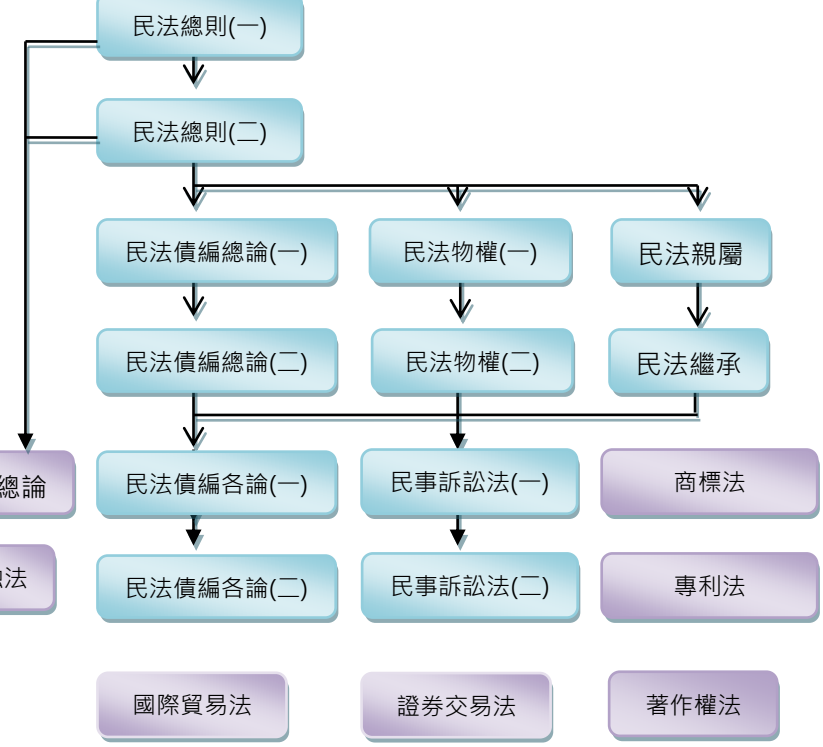 民法總則(一)
民法總則(二)
民法債編總論(一)
民法物權(一)
民法親屬
民法債編總論(二)
民法物權(二)
民法繼承
總論
民法債編各論(一)
民事訴訟法(一)
商標法
法
民法債編各論(二)
民事訴訟法(二)
專利法
國際貿易法
證券交易法
著作權法